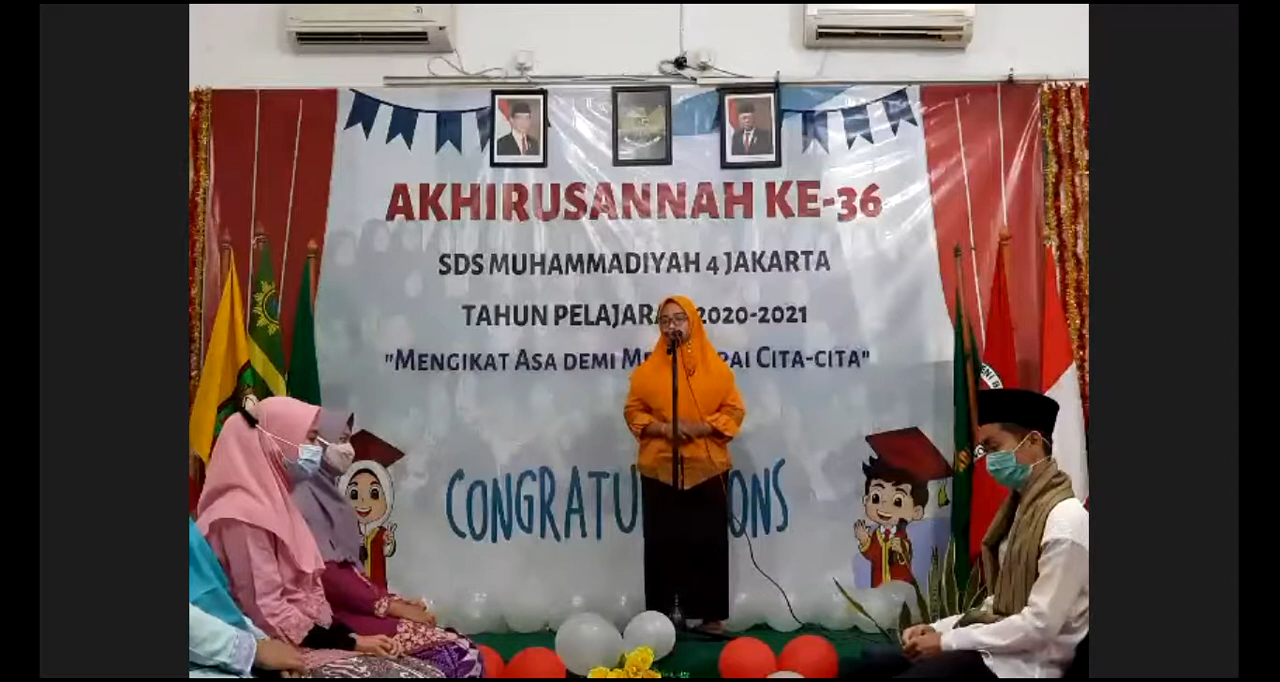 AKHIRUSANNAH KE-36
SDS MUHAMMADIYAH 4 JAKARTA
TAHUN PELAJARA 2020-2021
"MENGIKAT ASA DEMI ME PAI CITA-CITA"
CONGRATU ONS